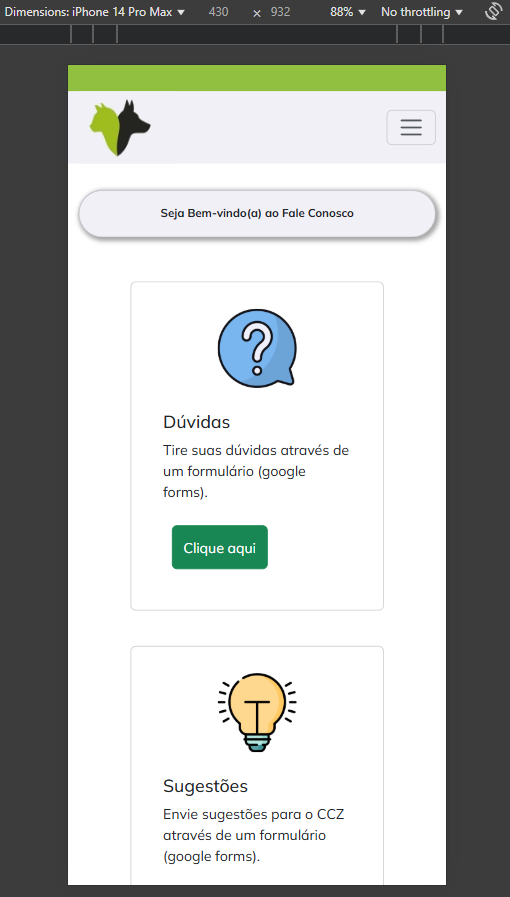 Dimensions: iPhone 14 Pro Max 430 × 932 88% No throttling
Seja Bem-vindo(a) ao Fale Conosco
Dúvidas
Tire suas dúvidas através de
um formulário (google
forms).
Clique aqui
Sugestões
Envie sugestões para o CCZ
através de um formulário
(google forms).